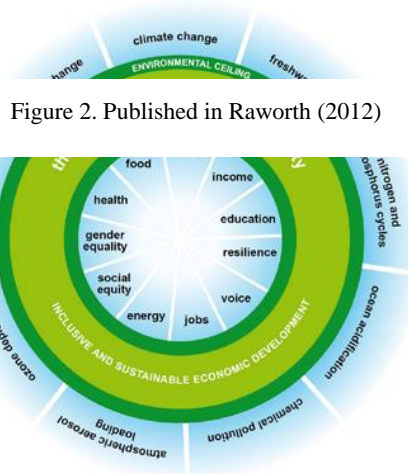 climate change
ENVIRONMENTAL CEILING
Figure 2. Published in Raworth (2012)
nitrogen and
food
income
health
education
gender
equality
resilience
social
equity
voice
energy
jobs
INCLUSIVE AND SUSTAINABLE ECONOMIC DEVELOPMENT
ocean acidification
ozone
chemical pollution
atmospheric aerosol
loading
cycles